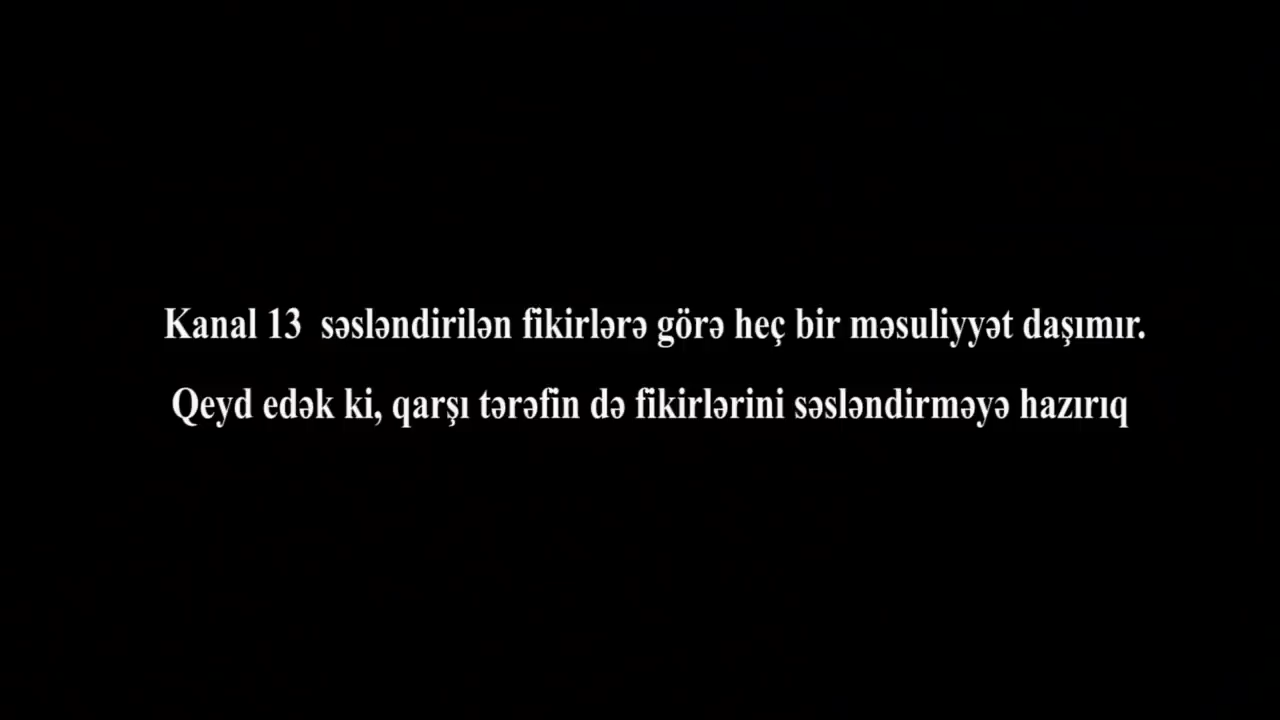 Kanal 13  səsləndirilən fikirlərə görə heç bir məsuliyyət daşımır.
Qeyd edək ki, qarşı tərəfin də fikirlərini səsləndirməyə hazırıq